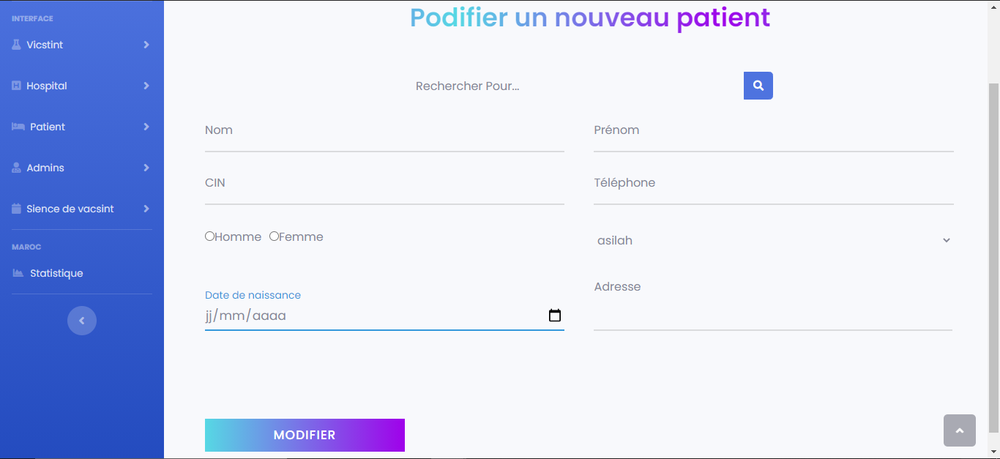 INTERFACE
Vicstint
Hospital
Patient
Admins
Sience de vacsint
MAROC
Statistique
Podifier un nouveau patient
Rechercher Pour...
Nom
Prénom
CIN
Téléphone
Homme Femme
asilah
Date de naissance
jj/mm/aaaa
Adresse
MODIFIER